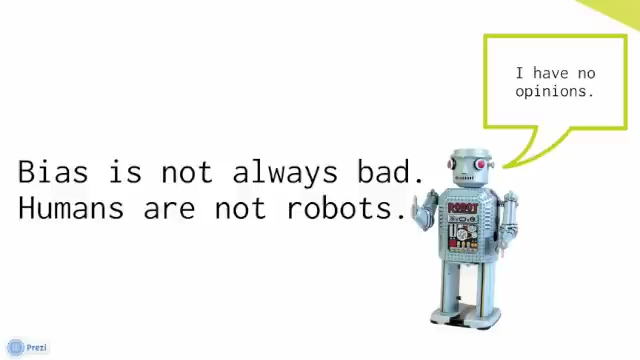 I have no
opinions.
Bias is not always bad.
Humans are not robots.
ROBOT
Prezi